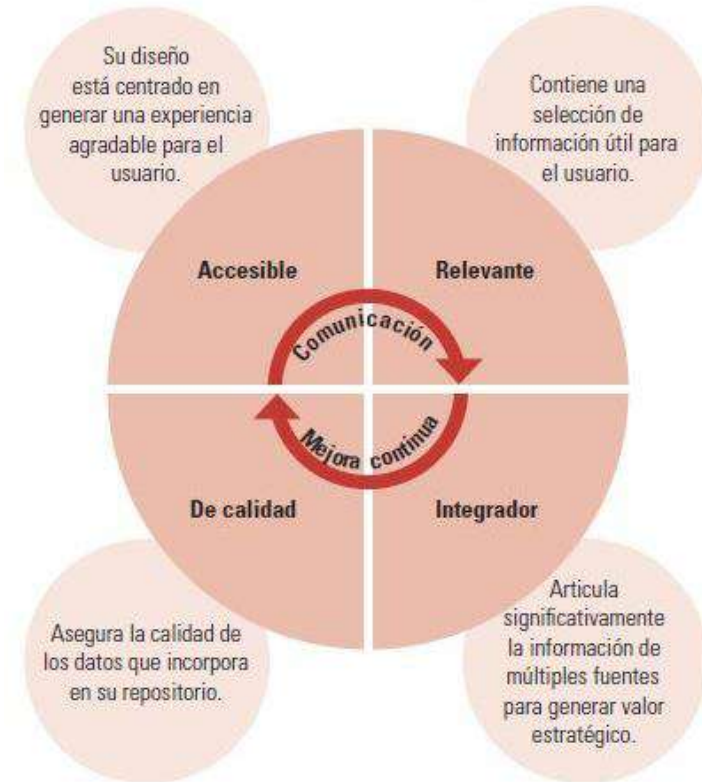 Su diseño
está centrado en
generar una experiencia
agradable para el
usuario.
Contiene una
selección de
información útil para
el usuario.
Accesible
Relevante
Comunicación
Mejora continua
De calidad
Integrador
Asegura la calidad de
los datos que incorpora
en su repositorio.
Articula
significativamente
la información de
múltiples fuentes
para generar valor
estratégico.